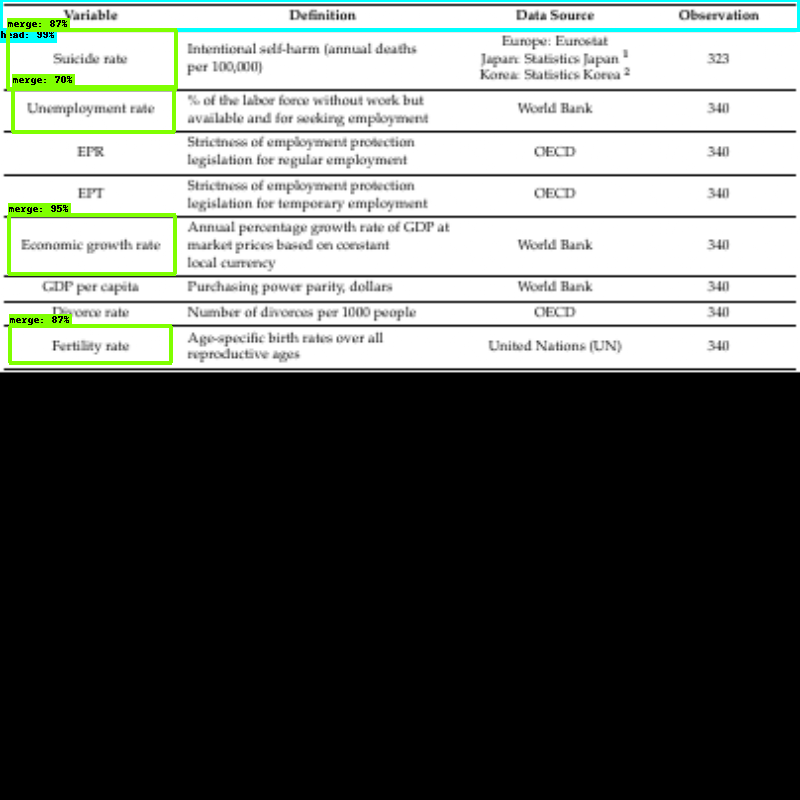 Variable Definition Data Source Observation
merge: 87%
head: 99%
Suicide rate Intentional self-harm (annual deaths per 100,000) Europe: Eurostat Japan: Statistics Japan 1 Korea: Statistics Korea 2 323
merge: 70%
Unemployment rate % of the labor force without work but available and for seeking employment World Bank 340
EPR Strictness of employment protection legislation for regular employment OECD 340
EPT Strictness of employment protection legislation for temporary employment OECD 340
merge: 95%
Economic growth rate Annual percentage growth rate of GDP at market prices based on constant local currency World Bank 340
GDP per capita Purchasing power parity, dollars World Bank 340
Divorce rate Number of divorces per 1000 people OECD 340
merge: 87%
Fertility rate Age-specific birth rates over all reproductive ages United Nations (UN) 340